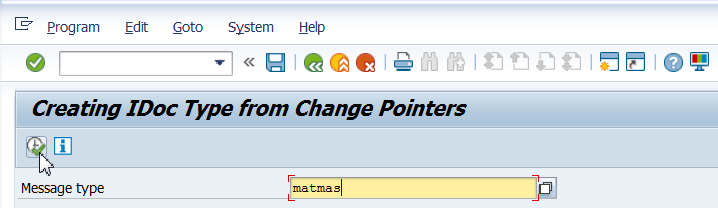 Program Edit Goto System Help
Creating IDoc Type from Change Pointers
Message type matmas